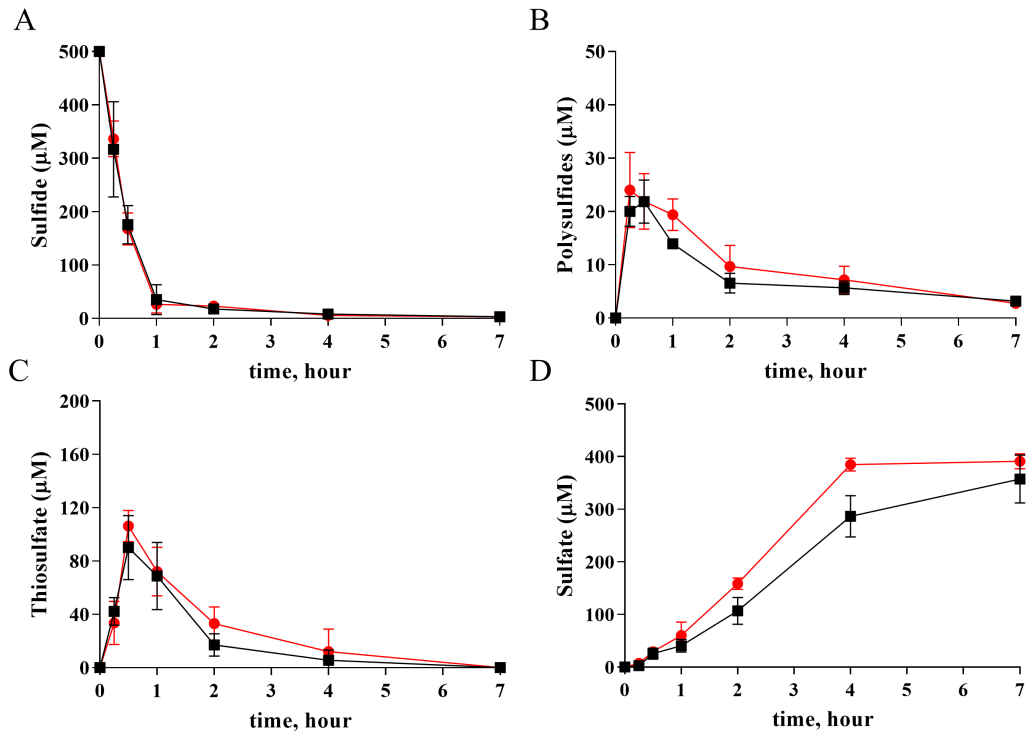 A
500
400
300
200
100
0
Sulfide (µM)
0 1 2 3 4 5 6 7
time, hour
B
50
40
30
20
10
0
Polysulfides (µM)
0 1 2 3 4 5 6 7
time, hour
C
200
160
120
80
40
0
Thiosulfate (µM)
0 1 2 3 4 5 6 7
time, hour
D
500
400
300
200
100
0
Sulfate (µM)
0 1 2 3 4 5 6 7
time, hour